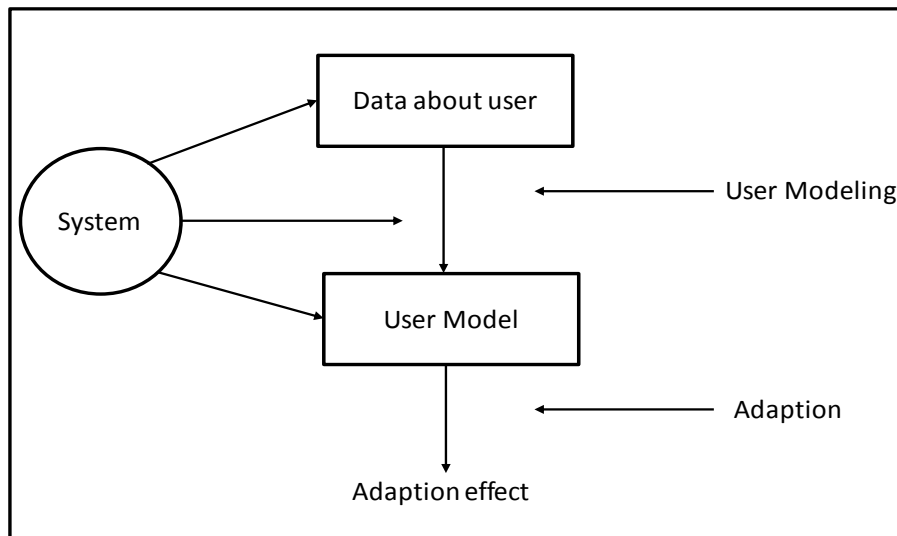 Data about user
User Modeling
System
User Model
Adaption
Adaption effect